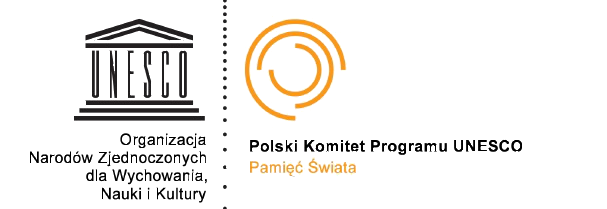 UNESCO
Organizacja
Narodów Zjednoczonych
dla Wychowania,
Nauki i Kultury
Polski Komitet Programu UNESCO
Pamięć Świata